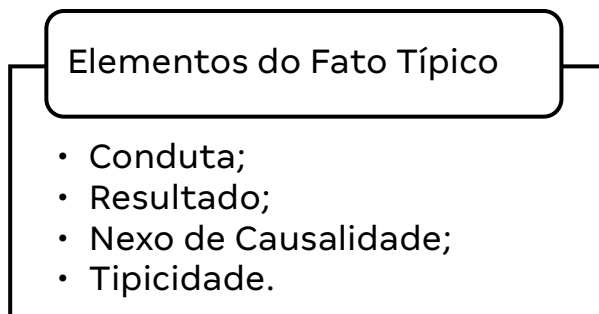 Elementos do Fato Típico
• Conduta;
• Resultado;
• Nexo de Causalidade;
• Tipicidade.